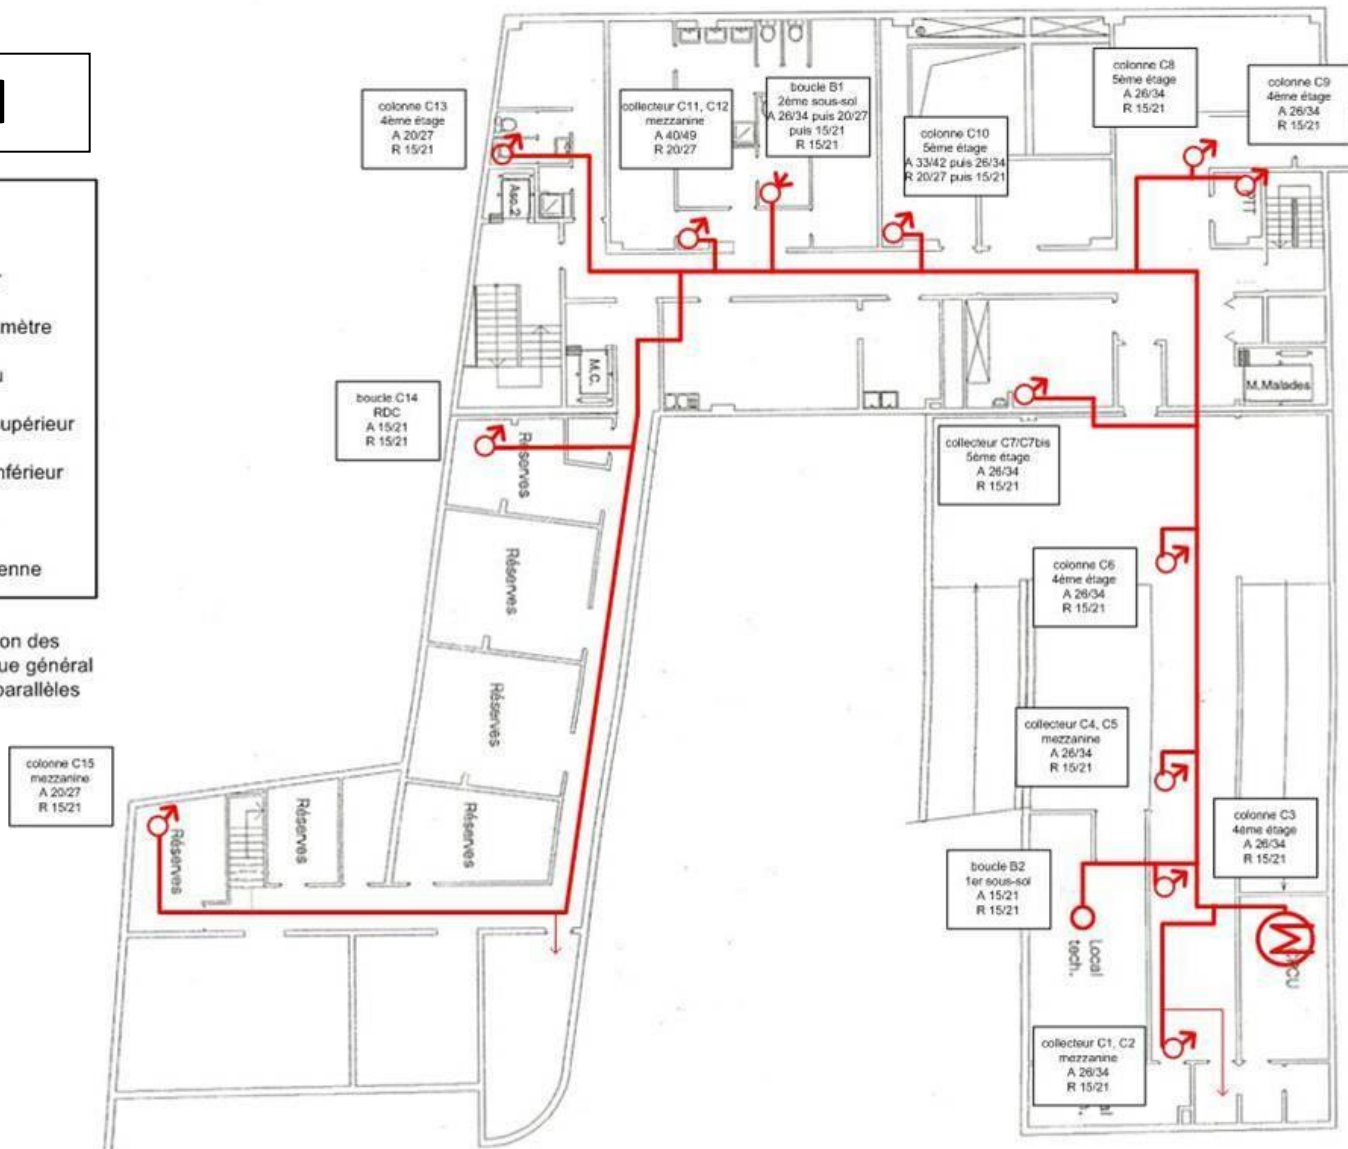 colonne C13
4ème étage
A 20/27
R 15/21
collecteur C11, C12
mezzanine
A 40/49
R 20/27
boucle B1
2ème sous-sol
A 26/34 puis 20/27
puis 15/21
R 15/21
colonne C10
5ème étage
A 33/42 puis 26/34
R 20/27 puis 15/21
colonne C8
5ème étage
A 26/34
R 15/21
colonne C9
4ème étage
A 26/34
R 15/21
Asc.2
M.C.
M.Malades
mètre
upérieur
nférieur
enne
on des
ue général
parallèles
boucle C14
RDC
A 15/21
R 15/21
Réserves
Réserves
Réserves
Réserves
Réserves
Réserves
collecteur C7/C7bis
5ème étage
A 26/34
R 15/21
colonne C6
4ème étage
A 26/34
R 15/21
collecteur C4, C5
mezzanine
A 26/34
R 15/21
colonne C15
mezzanine
A 20/27
R 15/21
colonne C3
4ème étage
A 26/34
R 15/21
boucle B2
1er sous-sol
A 15/21
R 15/21
Local
tech.
M
collecteur C1, C2
mezzanine
A 26/34
R 15/21